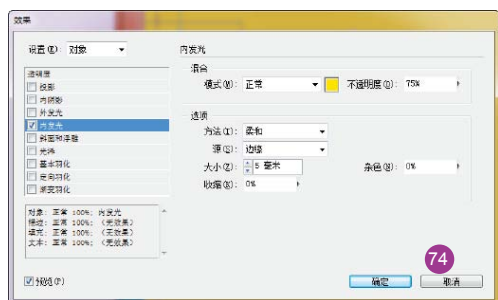 效果
设置(E): 对象
内发光
透明度
投影
内阴影
外发光
内发光
斜面和浮雕
光泽
基本羽化
定向羽化
渐变羽化
混合
模式(M): 正常
不透明度(O): 75%
选项
方法(T): 柔和
源(S): 边缘
大小(Z): 5 毫米
杂色(N): 0%
收缩(K): 0%
对象: 正常 100%; 内发光
描边: 正常 100%; (无效果)
填充: 正常 100%; (无效果)
文本: 正常 100%; (无效果)
预览(P)
74
确定
取消